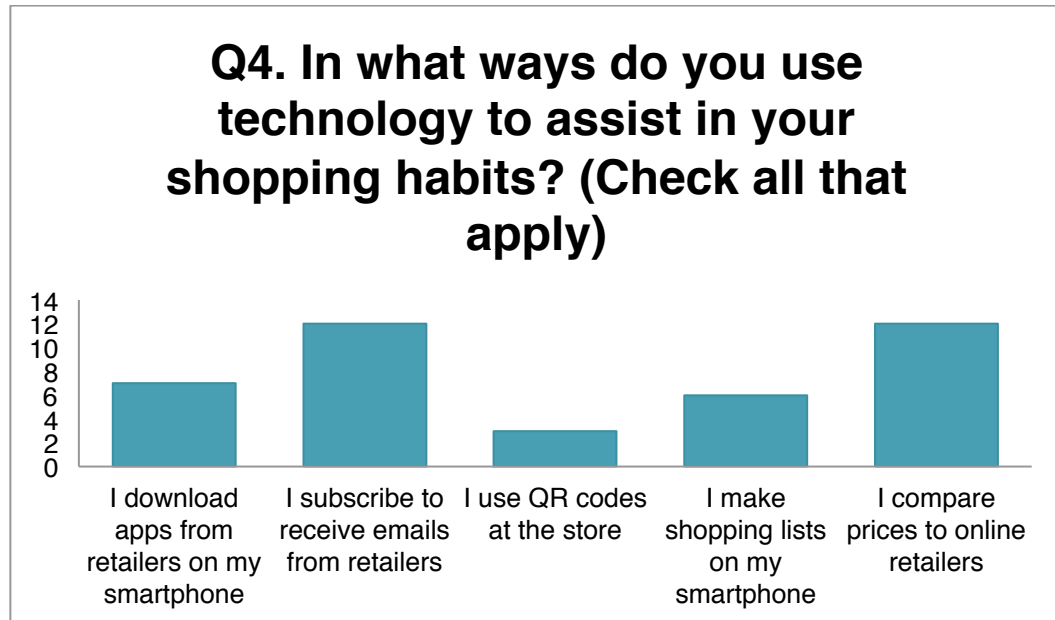 Q4. In what ways do you use
technology to assist in your
shopping habits? (Check all that
apply)
14
12
10
8
6
4
2
0
I download
apps from
retailers on my
smartphone
I subscribe to
receive emails
from retailers
I use QR codes
at the store
I make
shopping lists
on my
smartphone
I compare
prices to online
retailers